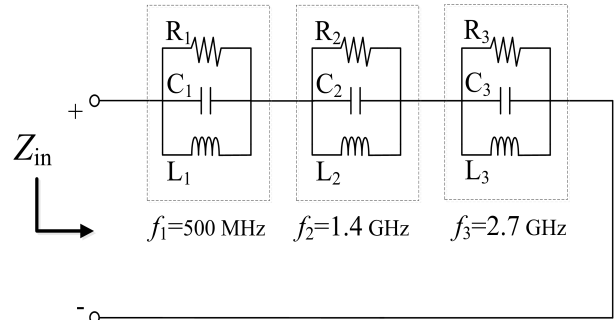 R₁ R₂ R₃
C₁ C₂ C₃
+
Zin
L₁ L₂ L₃
f₁=500 MHz f₂=1.4 GHz f₃=2.7 GHz
-